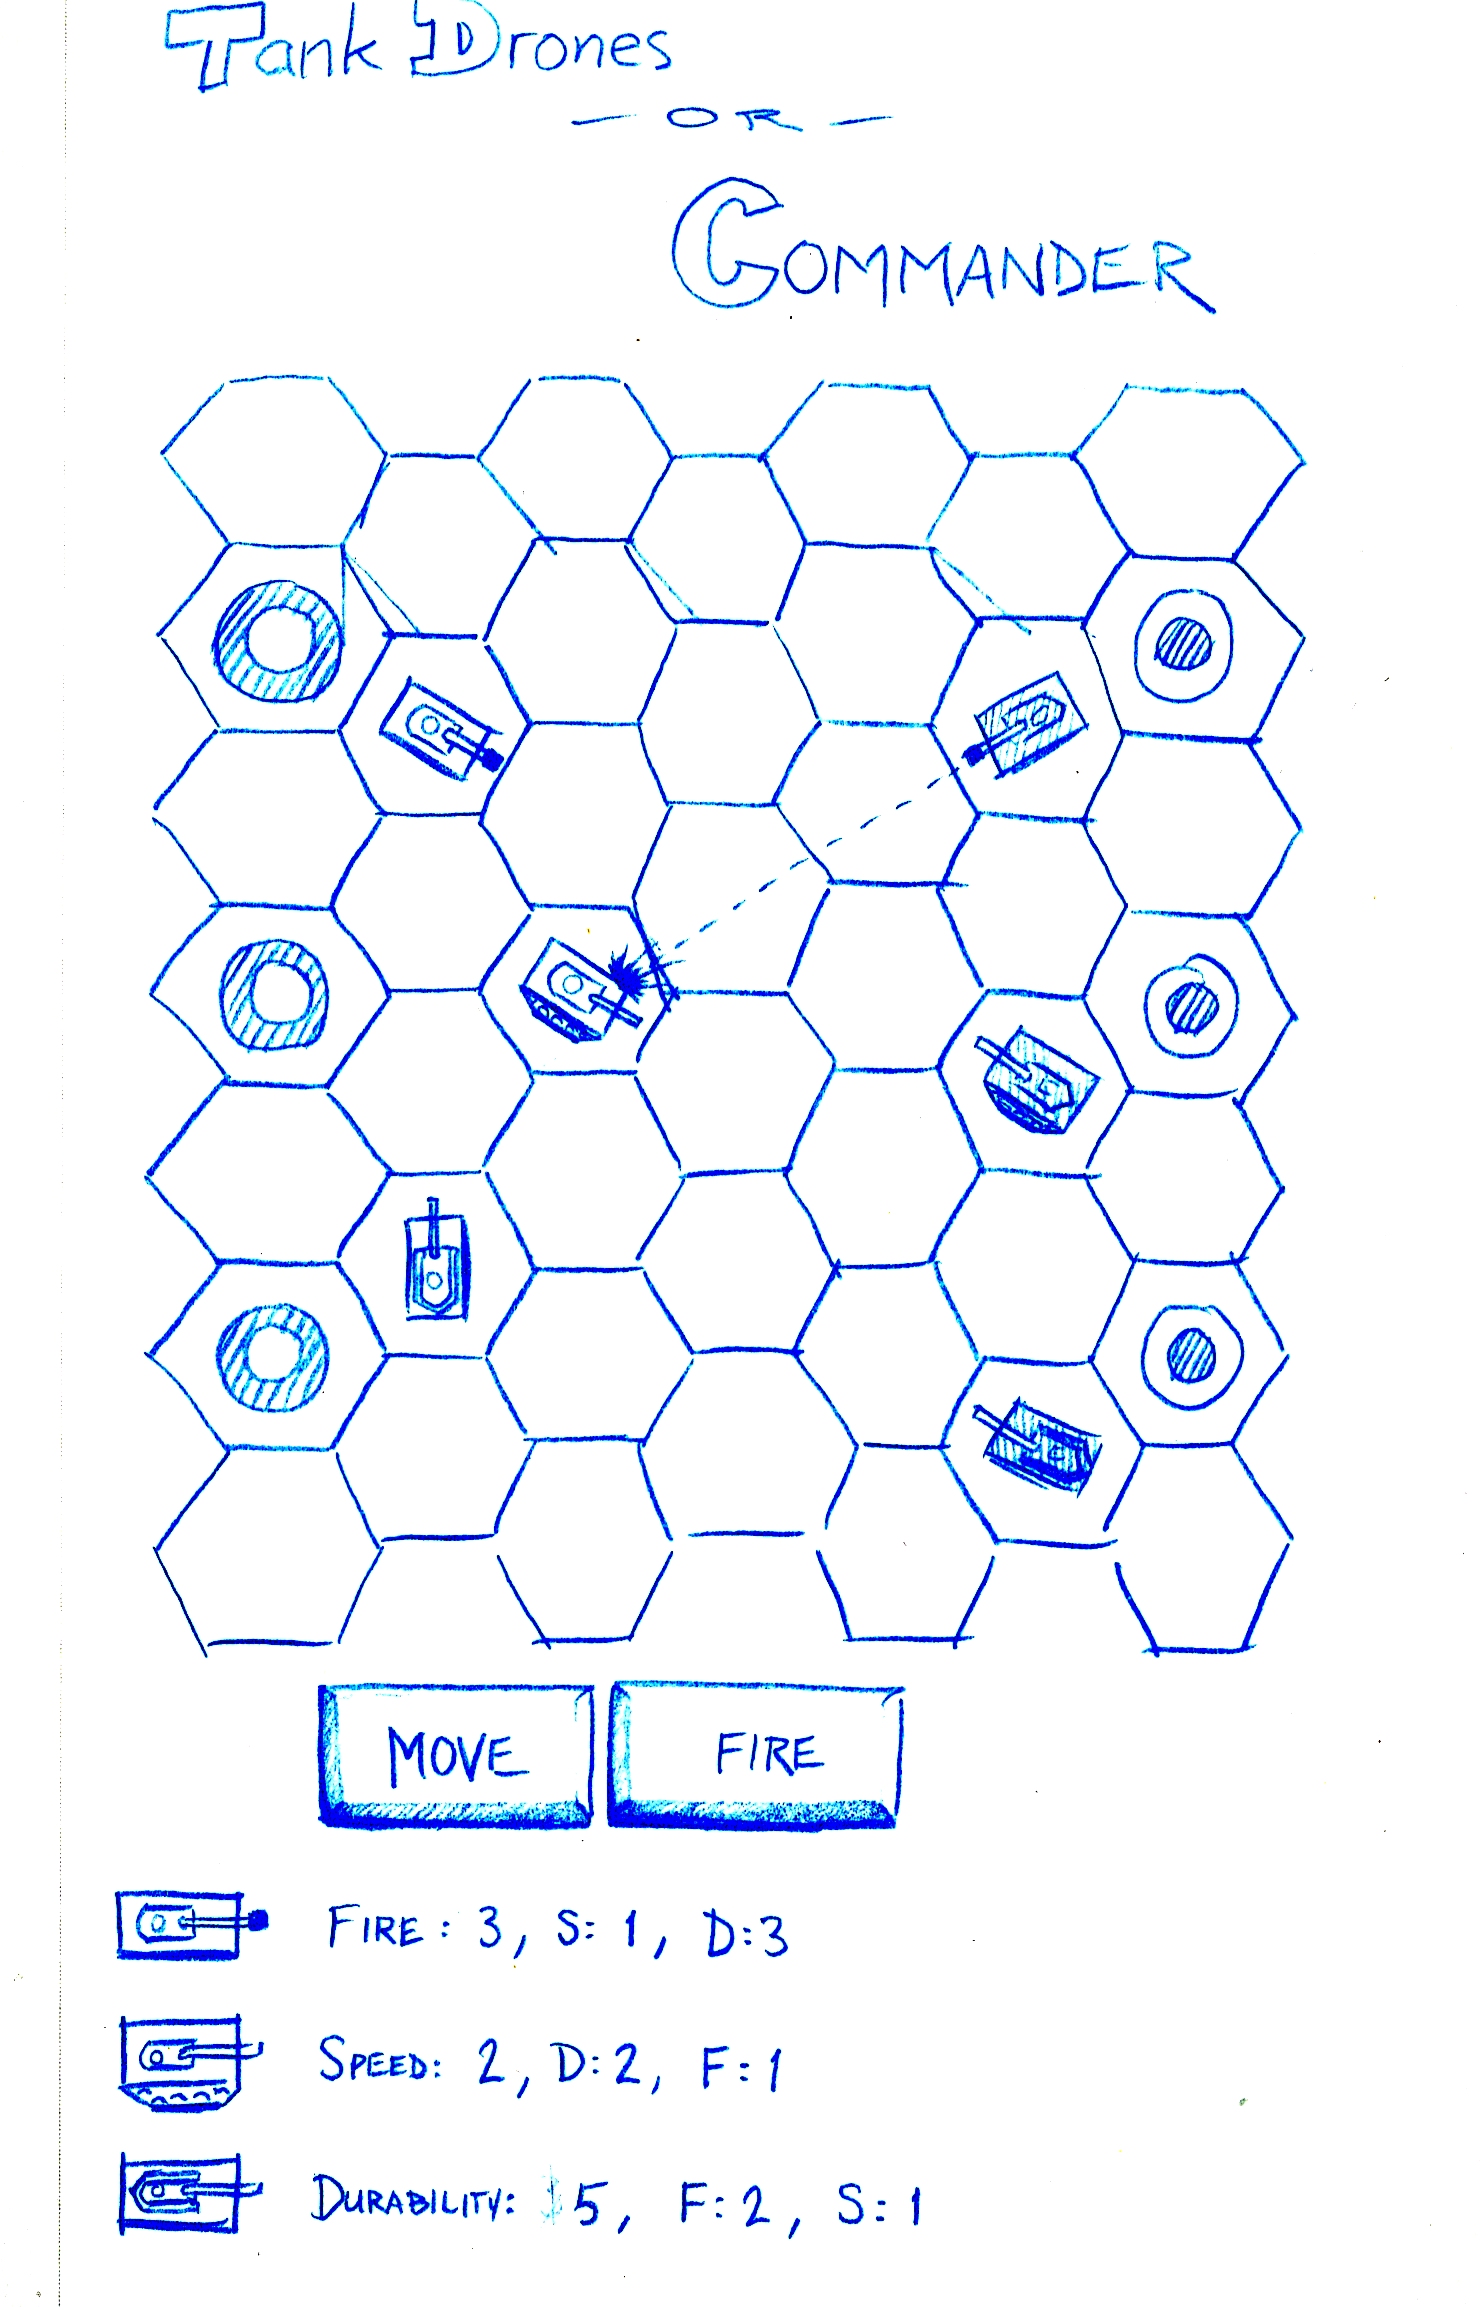 Tank Drones
- OR -
COMMANDER
MOVE
FIRE
FIRE: 3, S: 1, D:3
SPEED: 2, D:2, F:1
DURABILITY: 5, F:2, S:1